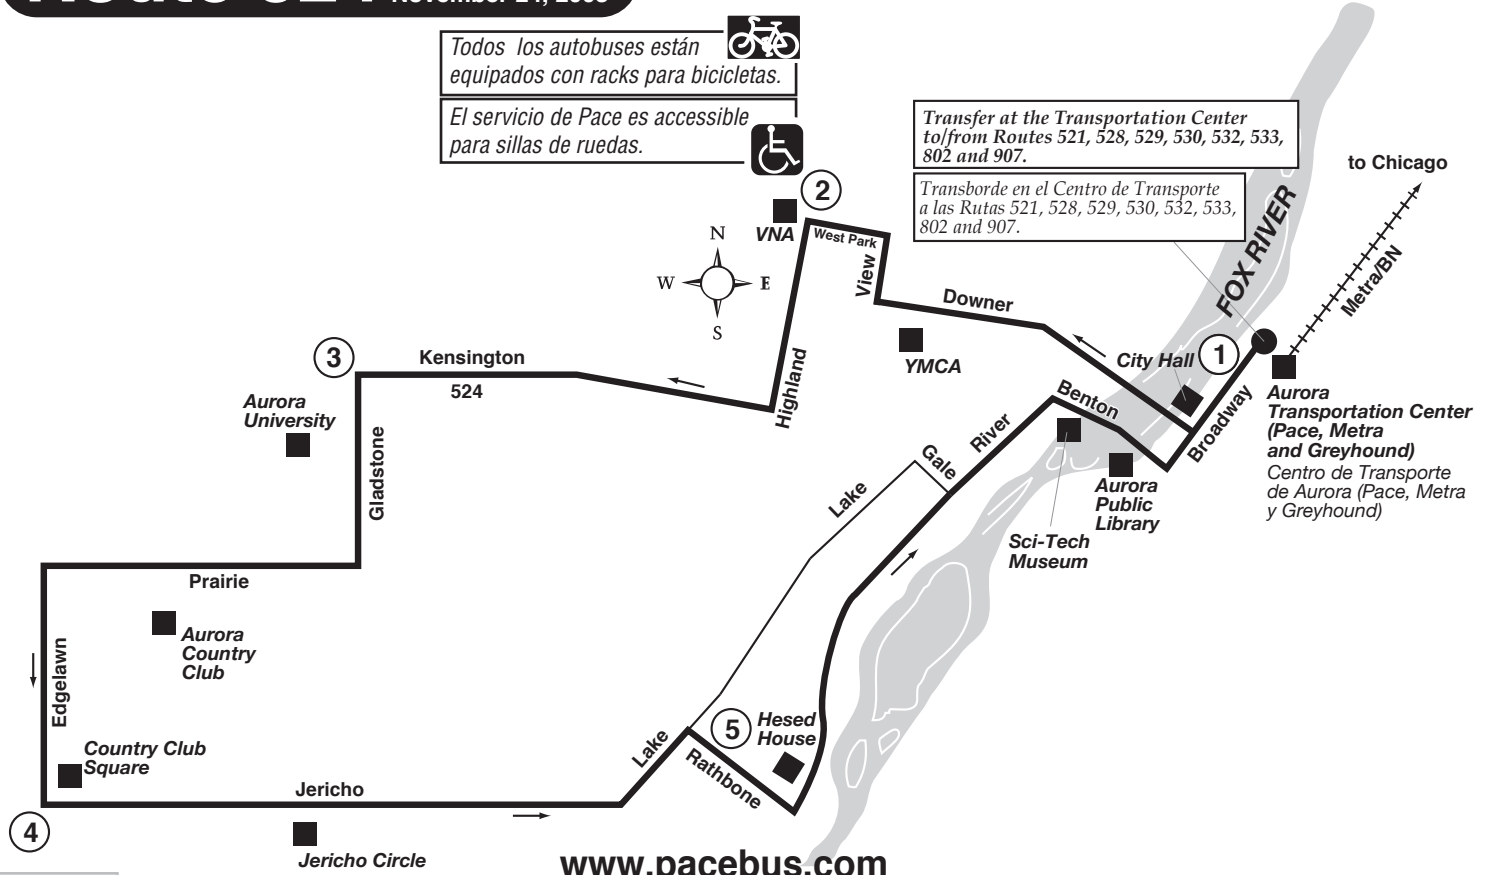 Todos los autobuses están
equipados con racks para bicicletas.
El servicio de Pace es accessible
para sillas de ruedas.
Transfer at the Transportation Center
to/from Routes 521, 528, 529, 530, 532, 533,
802 and 907.
Transborde en el Centro de Transporte
a las Rutas 521, 528, 529, 530, 532, 533,
802 and 907.
to Chicago
Metra/BN
FOX RIVER
2
VNA
West Park
View
Downer
N
W
E
S
YMCA
City Hall
1
Broadway
Aurora
Transportation Center
(Pace, Metra
and Greyhound)
Centro de Transporte
de Aurora (Pace, Metra
y Greyhound)
3
Kensington
524
Highland
Aurora
University
Gladstone
Benton
River
Gale
Lake
Aurora
Public
Library
Sci-Tech
Museum
Prairie
Aurora
Country
Club
Edgelawn
Country Club
Square
Jericho
4
Jericho Circle
Lake
5
Hesed
House
Rathbone
www.pacebus.com